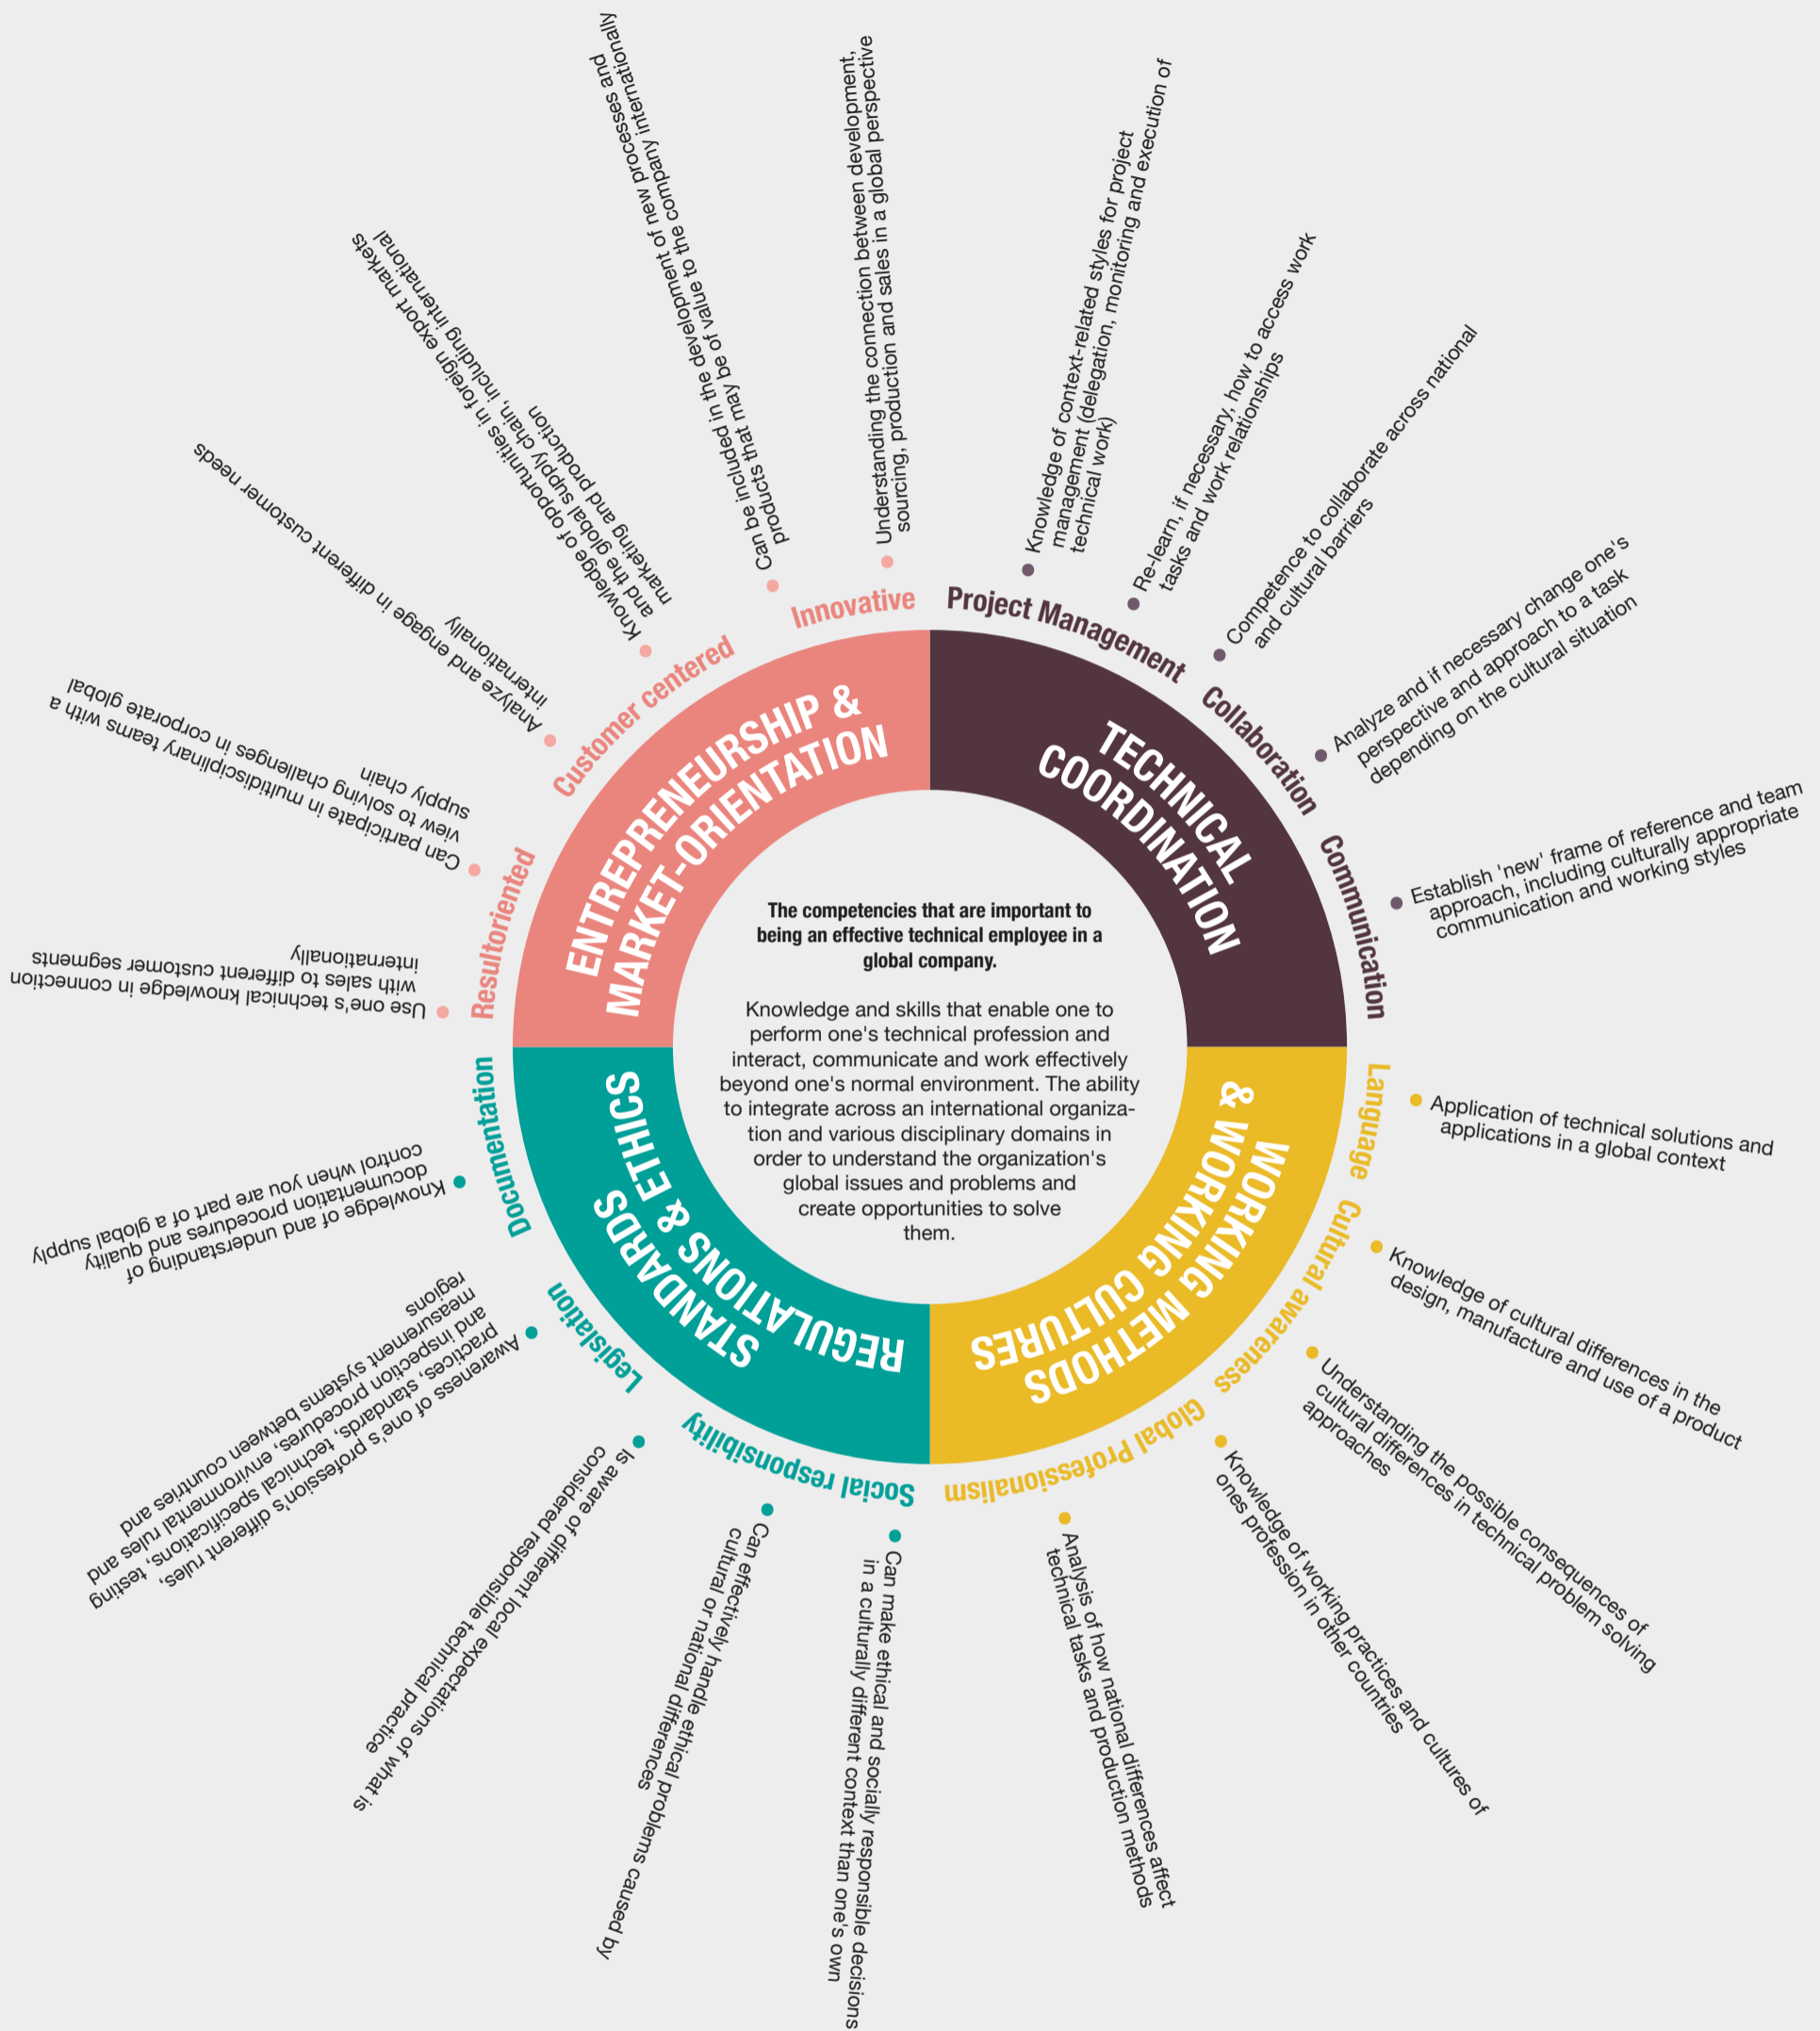 The competencies that are important to
being an effective technical employee in a
global company.
Knowledge and skills that enable one to
perform one's technical profession and
interact, communicate and work effectively
beyond one's normal environment. The ability
to integrate across an international organiza-
tion and various disciplinary domains in
order to understand the organization's
global issues and problems and
create opportunities to solve
them.
TECHNICAL
COORDINATION
Project Management
Collaboration
Communication
Knowledge of context-related styles for project
management (delegation, monitoring and execution of
technical work)
Re-learn, if necessary, how to access work
tasks and work relationships
Competence to collaborate across national
and cultural barriers
Analyze and if necessary change one's
perspective and approach to a task
depending on the cultural situation
Establish 'new' frame of reference and team
approach, including culturally appropriate
communication and working styles
WORKING METHODS
& WORKING CULTURES
Language
Cultural awareness
Global Professionalism
Application of technical solutions and
applications in a global context
Knowledge of cultural differences in the
design, manufacture and use of a product
Understanding the possible consequences of
cultural differences in technical problem solving
approaches
Knowledge of working practices and cultures of
ones profession in other countries
Analysis of how national differences affect
technical tasks and production methods
STANDARDS
REGULATIONS & ETHICS
Social responsibility
Legislation
Documentation
Can make ethical and socially responsible decisions
in a culturally different context than one's own
Can effectively handle ethical problems caused by
cultural or national differences
Is aware of different local expectations of what is
considered responsible technical practice
Awareness of one's profession's different rules,
practices, standards, technical specifications, testing
and inspection procedures, environmental rules and
measurement systems between countries and
regions
Knowledge of and understanding of
documentation procedures and quality
control when you are part of a global supply
ENTREPRENEURSHIP &
MARKET-ORIENTATION
Resultoriented
Customer centered
Innovative
Use one's technical knowledge in connection
with sales to different customer segments
internationally
Can participate in multidisciplinary teams with a
view to solving challenges in corporate global
supply chain
Analyze and engage in different customer needs
internationally
Knowledge of opportunities in foreign export markets
and the global supply chain, including international
marketing and production
Can be included in the development of new processes and
products that may be of value to the company internationally
Understanding the connection between development,
sourcing, production and sales in a global perspective